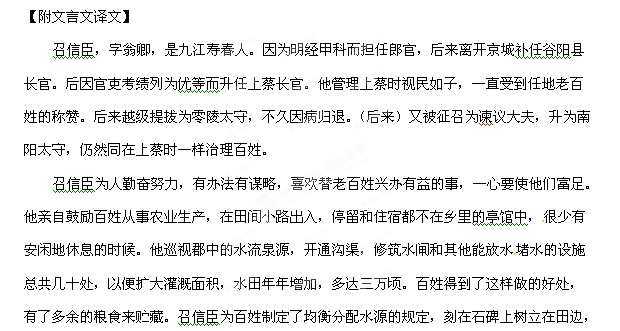 【附文言文译文】
召信臣，字翁卿，是九江寿春人。因为明经甲科而担任郎官，后来离开京城补任谷阳县
长官。后因官吏考绩列为优等而升任上蔡长官。他管理上蔡时视民如子，一直受到任地老百
姓的称赞。后来越级提拔为零陵太守，不久因病归退。（后来）又被征召为谏议大夫，升为南
阳太守，仍然同在上蔡时一样治理百姓。
召信臣为人勤奋努力，有办法有谋略，喜欢替老百姓兴办有益的事，一心要使他们富足。
他亲自鼓励百姓从事农业生产，在田间小路出入，停留和住宿都不在乡里的亭馆中，很少有
安闲地休息的时候。他巡视郡中的水流泉源，开通沟渠，修筑水闸和其他能放水堵水的设施
总共几十处，以便扩大灌溉面积，水田年年增加，多达三万顷。百姓得到了这样做的好处，
有了多余的粮食来贮藏。召信臣为百姓制定了均衡分配水源的规定，刻在石碑上树立在田边，